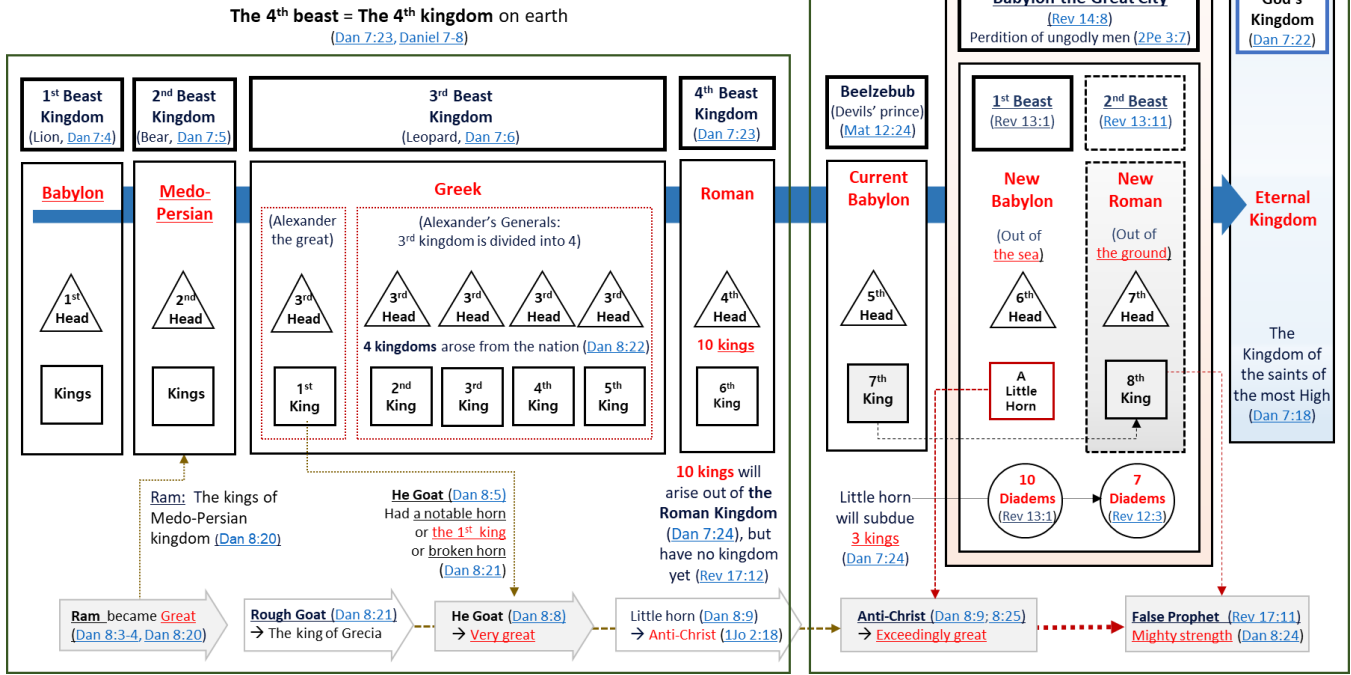 The 4th beast = The 4th kingdom on earth
(Dan 7:23, Daniel 7-8)
Babylon the Great City
(Rev 14:8)
Perdition of ungodly men (2Pe 3:7)
God's
Kingdom
(Dan 7:22)
1st Beast
Kingdom
(Lion, Dan 7:4)
2nd Beast
Kingdom
(Bear, Dan 7:5)
3rd Beast
Kingdom
(Leopard, Dan 7:6)
4th Beast
Kingdom
(Dan 7:23)
Beelzebub
(Devils' prince)
(Mat 12:24)
1st Beast
(Rev 13:1)
2nd Beast
(Rev 13:11)
Babylon
Medo-
Persian
Greek
Roman
Current
Babylon
New
Babylon
New
Roman
Eternal
Kingdom
(Alexander
the great)
(Alexander's Generals:
3rd kingdom is divided into 4)
(Out of
the sea)
(Out of
the ground)
1st
Head
2nd
Head
3rd
Head
3rd
Head
3rd
Head
3rd
Head
3rd
Head
4th
Head
5th
Head
6th
Head
7th
Head
4 kingdoms arose from the nation (Dan 8:22)
10 kings
Kings
Kings
1st
King
2nd
King
3rd
King
4th
King
5th
King
6th
King
7th
King
A
Little
Horn
8th
King
The
Kingdom of
the saints of
the most High
(Dan 7:18)
Ram: The kings of
Medo-Persian
kingdom (Dan 8:20)
He Goat (Dan 8:5)
Had a notable horn
or the 1st king
or broken horn
(Dan 8:21)
10 kings will
arise out of the
Roman Kingdom
(Dan 7:24), but
have no kingdom
yet (Rev 17:12)
Little horn
will subdue
3 kings
(Dan 7:24)
10
Diadems
(Rev 13:1)
7
Diadems
(Rev 12:3)
Ram became Great
(Dan 8:3-4, Dan 8:20)
Rough Goat (Dan 8:21)
→ The king of Grecia
He Goat (Dan 8:8)
→ Very great
Little horn (Dan 8:9)
→ Anti-Christ (1Jo 2:18)
Anti-Christ (Dan 8:9; 8:25)
→ Exceedingly great
False Prophet (Rev 17:11)
Mighty strength (Dan 8:24)